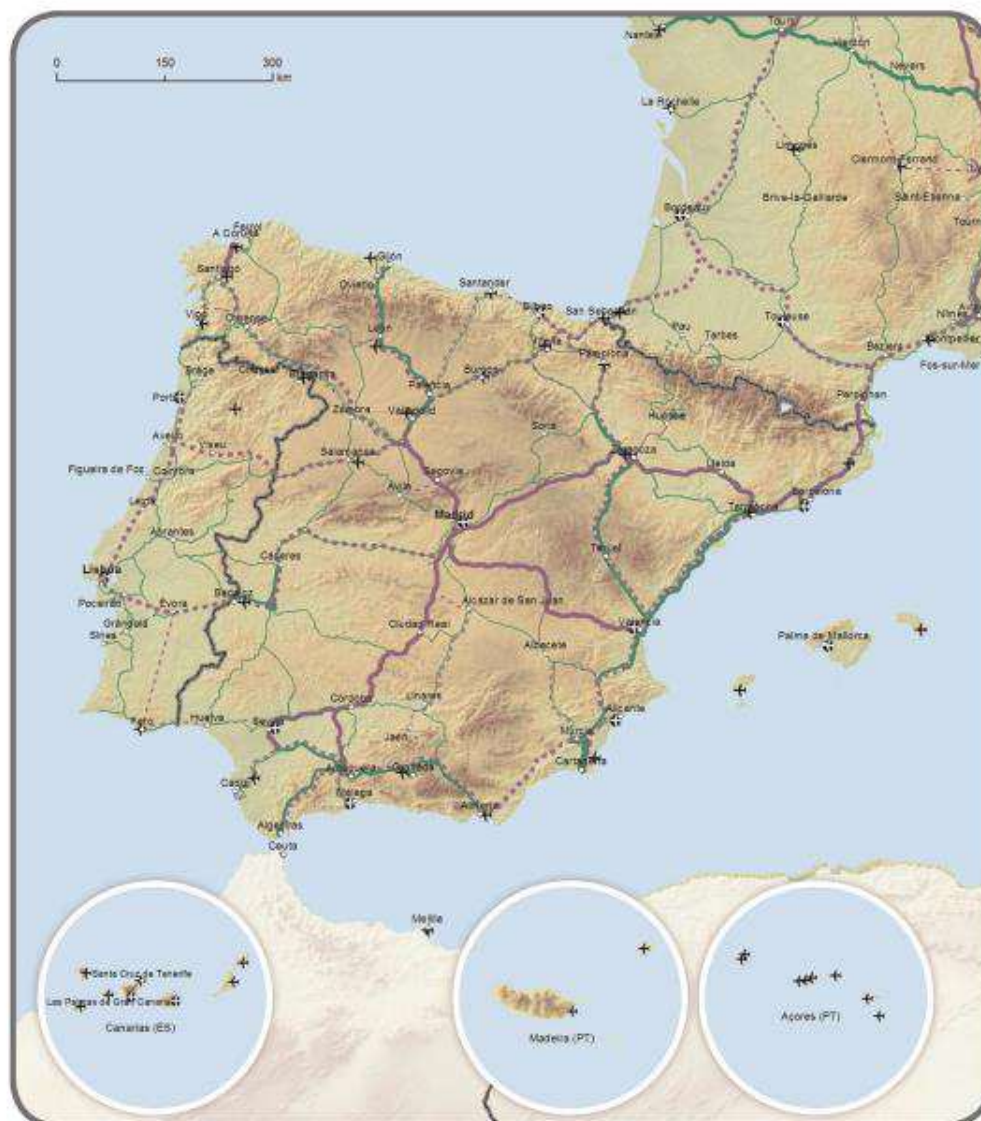 0 150 300
km
Tours
Nantes
Vierzon
Nevers
La Rochelle
Limoges
Clermont-Ferrand
Brive-la-Gaillarde
Saint-Etienne
Bordeaux
Ferrol
A Coruña
Santiago
Gijón
Oviedo
Santander
Bilbao
San Sebastián
Pau
Tarbes
Toulouse
Nîmes
Montpellier
Béziers
Fos-sur-Mer
Vigo
Ourense
León
Vitoria
Pamplona
Burgos
Perpignan
Braga
Bragança
Palencia
Porto
Zamora
Valladolid
Soria
Huesca
Aveiro
Viseu
Salamanca
Segovia
Zaragoza
Lleida
Figueira de Foz
Coimbra
Ávila
Barcelona
Leiria
Madrid
Tarragona
Abrantes
Cáceres
Teruel
Lisboa
Poceirão
Évora
Badajoz
Alcázar de San Juan
Grândola
Sines
Ciudad Real
Albacete
Valencia
Palma de Mallorca
Córdoba
Linares
Alicante
Faro
Huelva
Sevilla
Jaén
Murcia
Cartagena
Cádiz
Antequera
Granada
Málaga
Almería
Algeciras
Ceuta
Melilla
Santa Cruz de Tenerife
Las Palmas de Gran Canaria
Canarias (ES)
Madeira (PT)
Açores (PT)